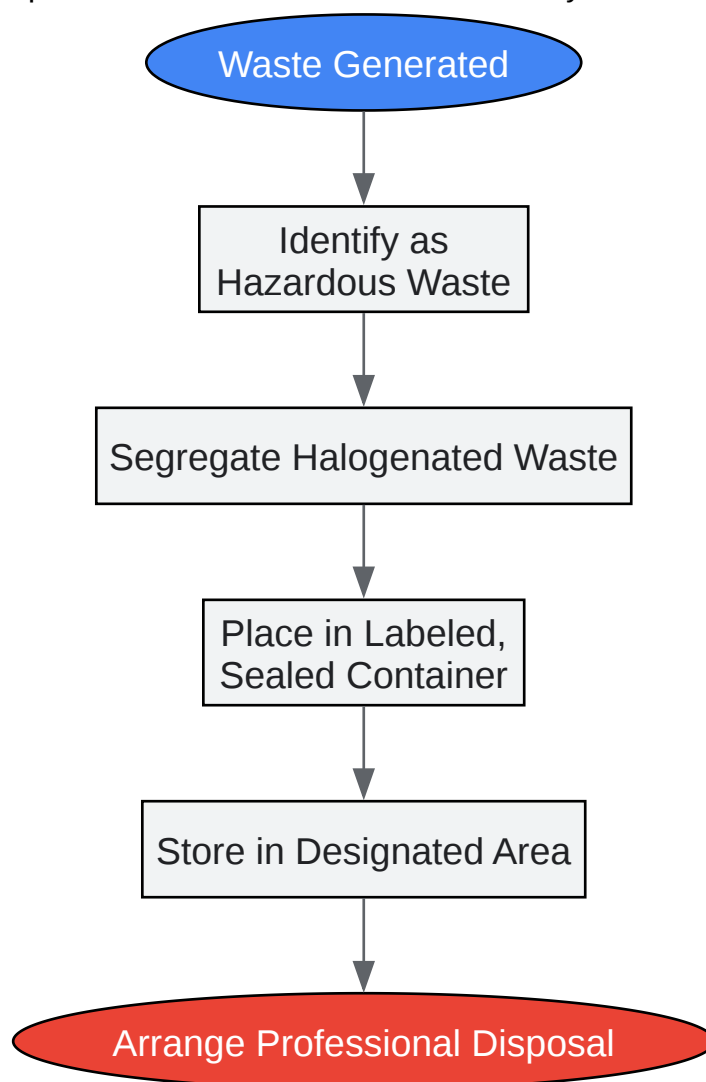 Waste Generated
Identify as
Hazardous Waste
Segregate Halogenated Waste
Place in Labeled,
Sealed Container
Store in Designated Area
Arrange Professional Disposal